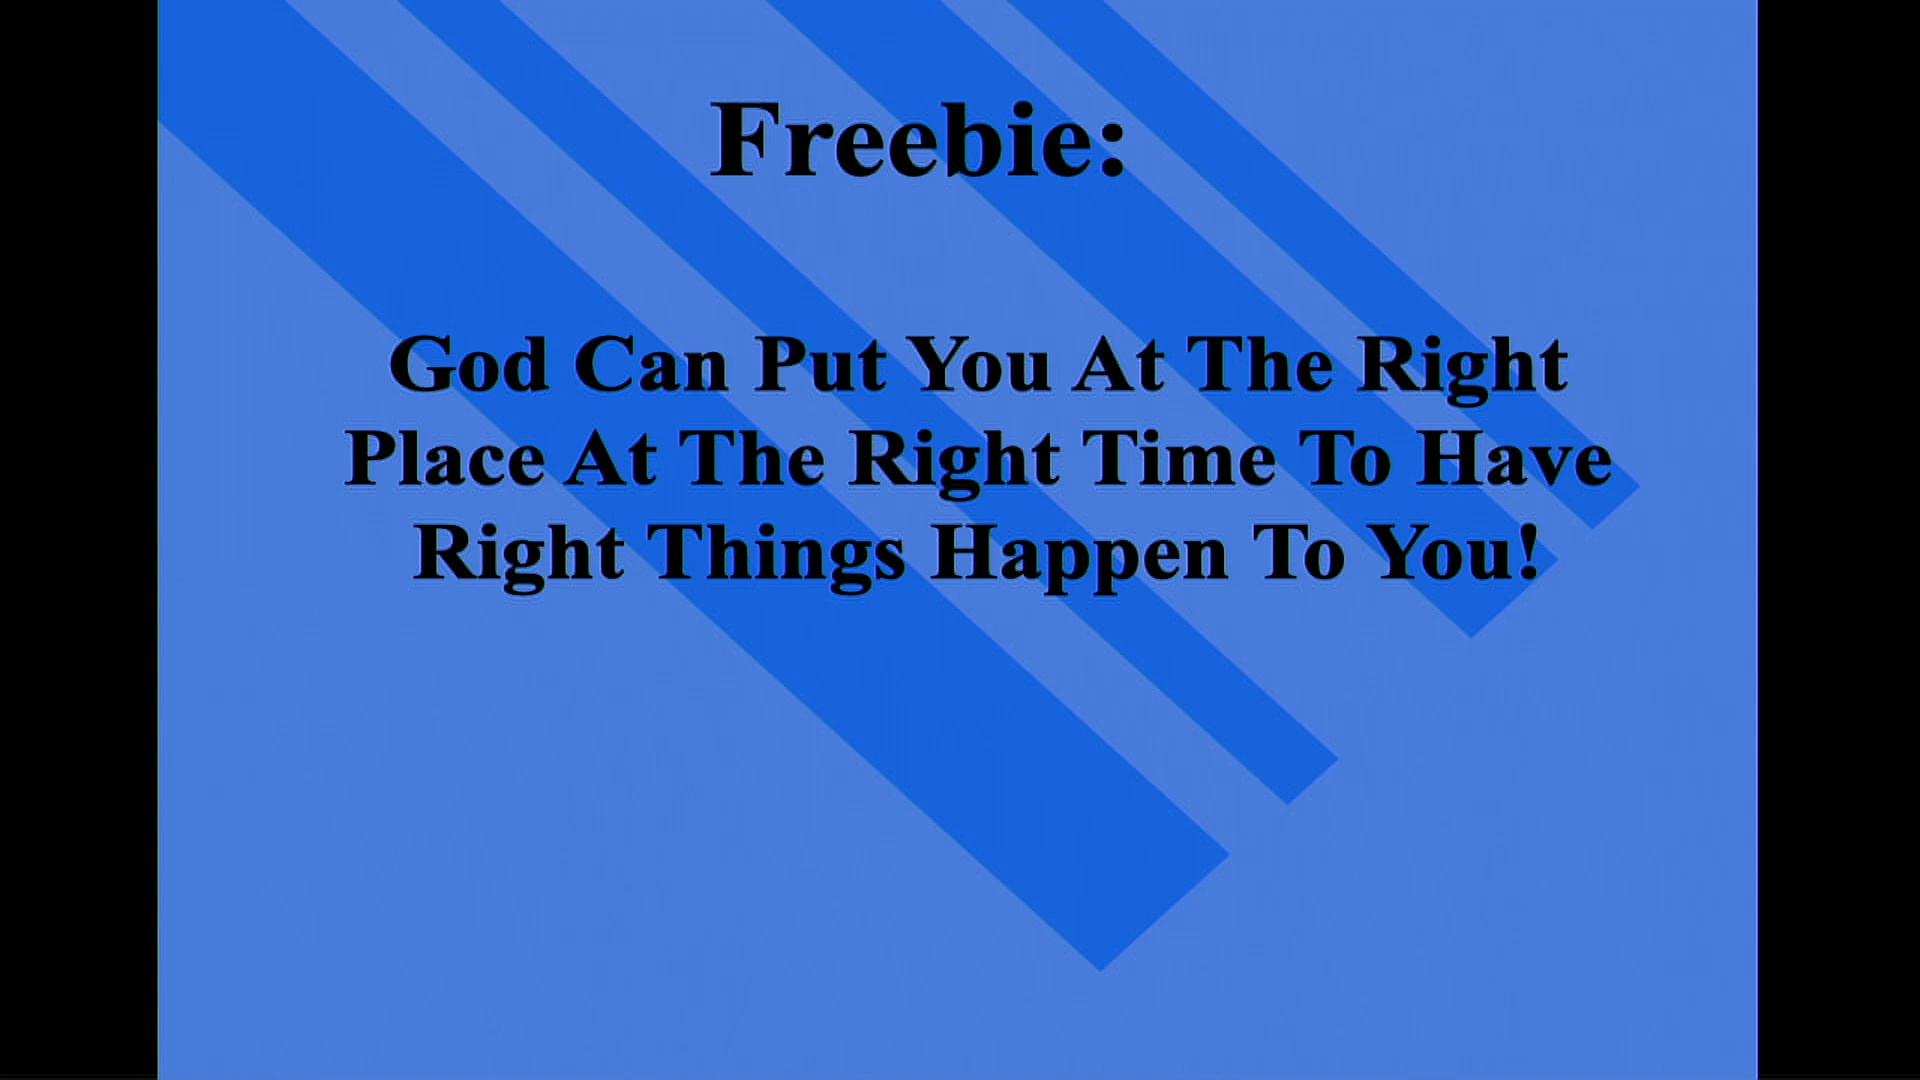 Freebie:
God Can Put You At The Right
Place At The Right Time To Have
Right Things Happen To You!